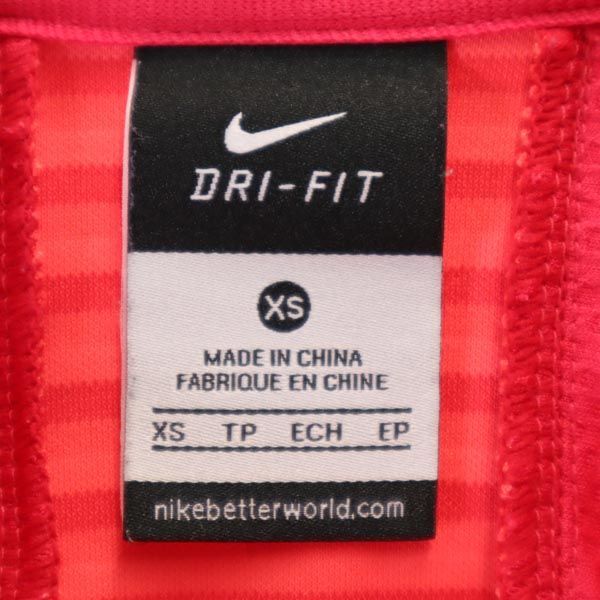 DRI-FIT
XS
MADE IN CHINA
FABRIQUE EN CHINE
XS TP ECH EP
nikebetterworld.com